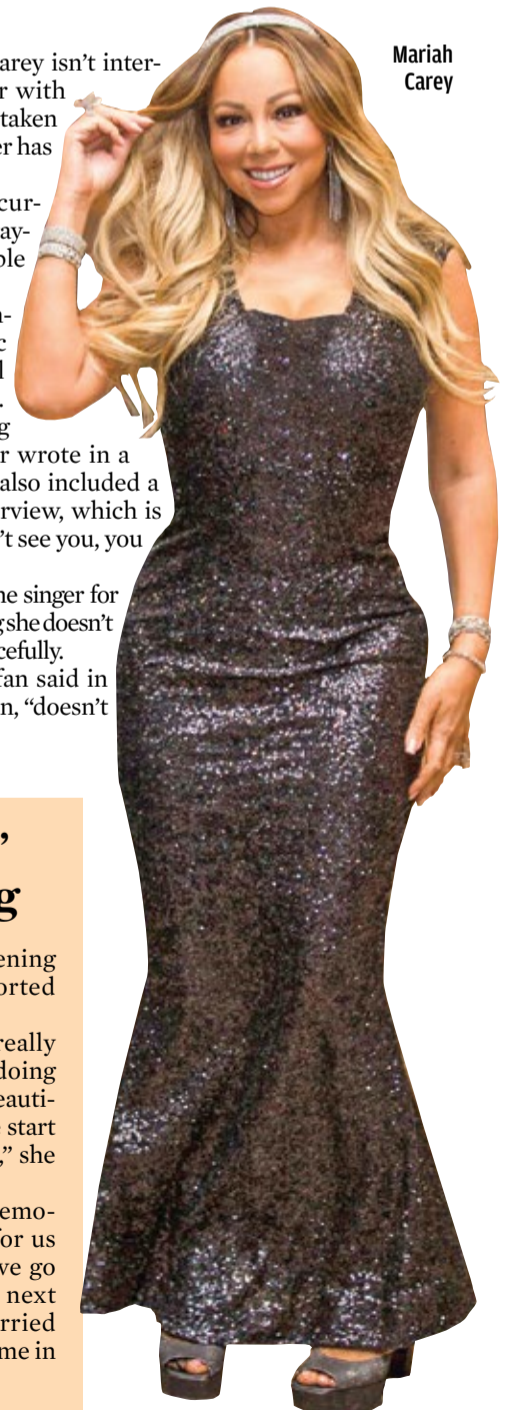 Mariah
Carey
arey isn’t inter-
r with
taken
er has
cur-
ay-
ole
n-
c
l
.
g
r wrote in a
also included a
rview, which is
’t see you, you
ne singer for
g she doesn’t
cefully.
fan said in
n, “doesn’t
’
g
ening
orted
really
doing
eauti-
start
,” she
emo-
for us
we go
next
rried
me in